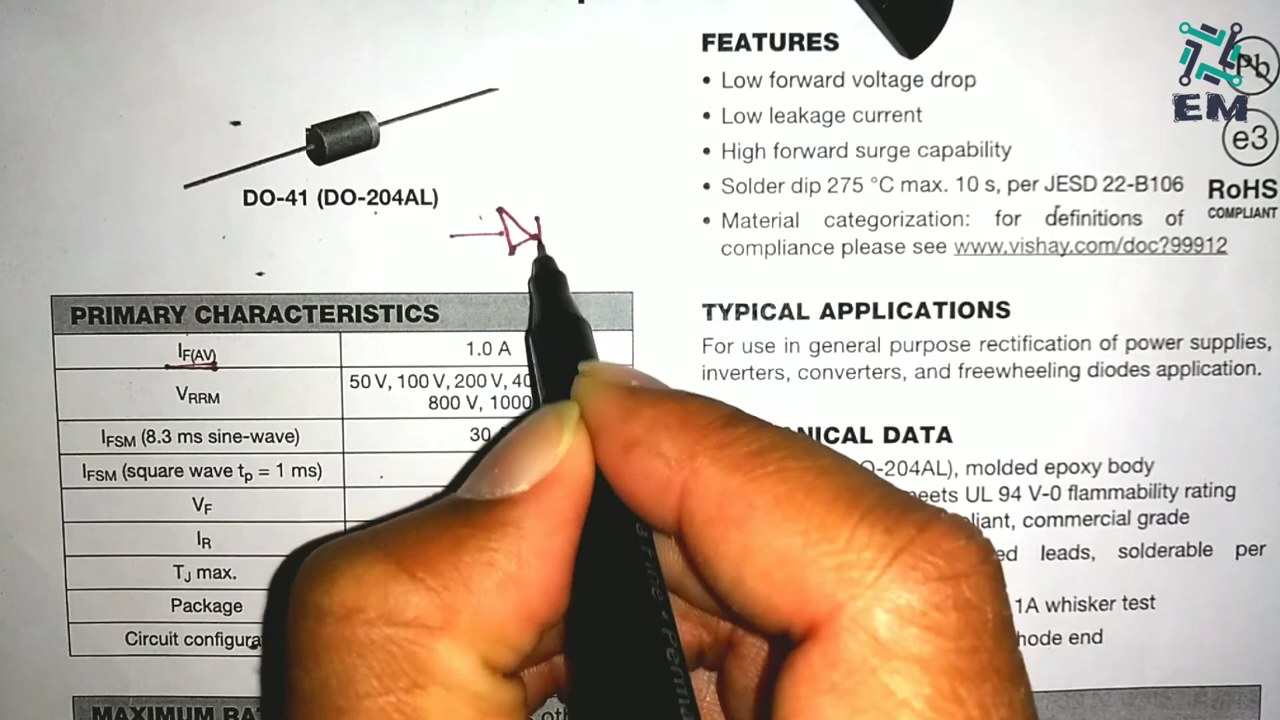 DO-41 (DO-204AL)
PRIMARY CHARACTERISTICS
IF(AV) 1.0 A
VRRM 50 V, 100 V, 200 V,
800 V, 1000
IFSM (8.3 ms sine-wave) 30
IFSM (square wave tp = 1 ms)
VF
IR
TJ max.
Package
Circuit
MAXIMUM
FEATURES
• Low forward voltage drop
• Low leakage current
• High forward surge capability
• Solder dip 275 °C max. 10 s, per JESD 22-B106
• Material categorization: for definitions of
compliance please see www.vishay.com/doc?99912
TYPICAL APPLICATIONS
For use in general purpose rectification of power supplies,
inverters, converters, and freewheeling diodes application.
DATA
molded epoxy body
UL 94 V-0 flammability rating
commercial grade
leads, solderable per
1A whisker test
end
EM
Pb
e3
RoHS
COMPLIANT